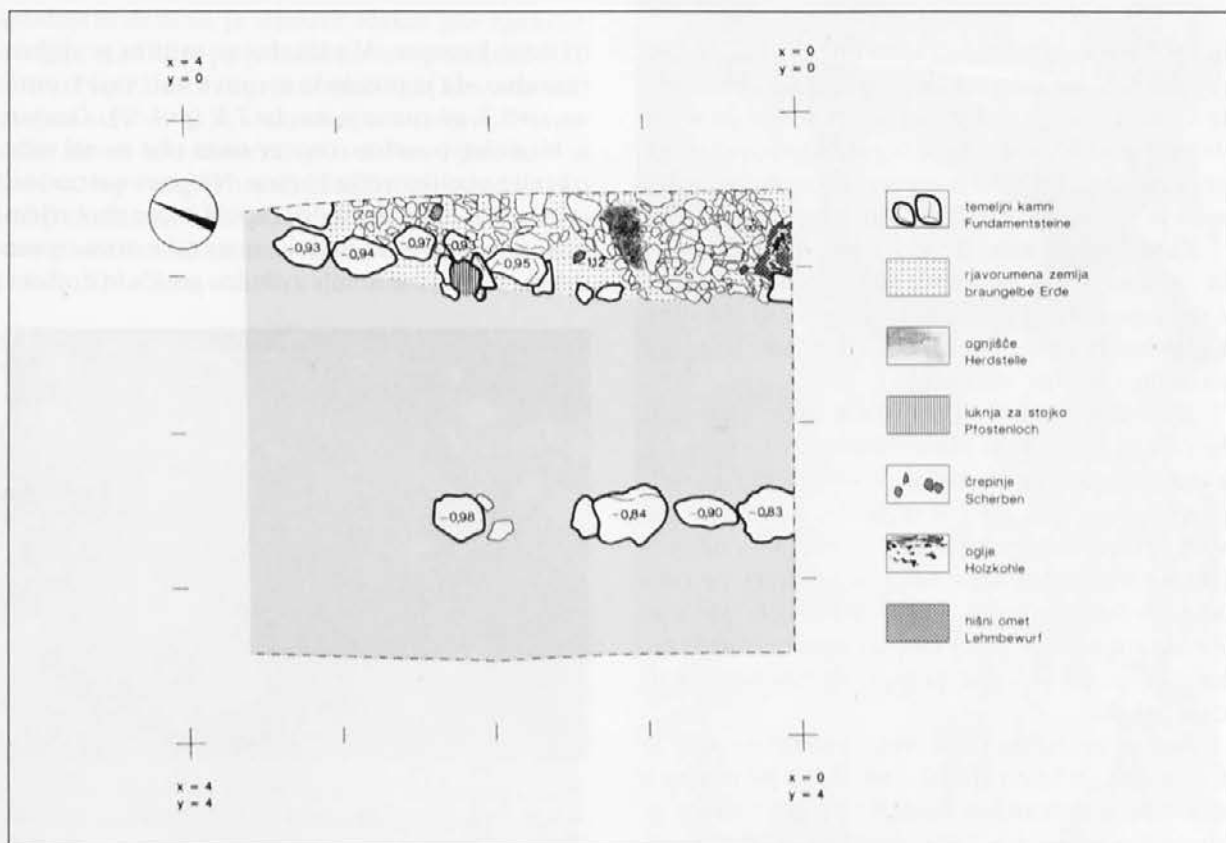 x = 4
y = 0
x = 0
y = 0
-0,93
-0,94
-0,97
-0,93
-0,95
1,12
-0,98
-0,84
-0,90
-0,83
x = 4
y = 4
x = 0
y = 4
temeljni kamni
Fundamentsteine
rjavorumena zemlja
braungelbe Erde
ognjišče
Herdstelle
luknja za stojko
Pfostenloch
črepinje
Scherben
oglje
Holzkohle
hišni omet
Lehmbewurf